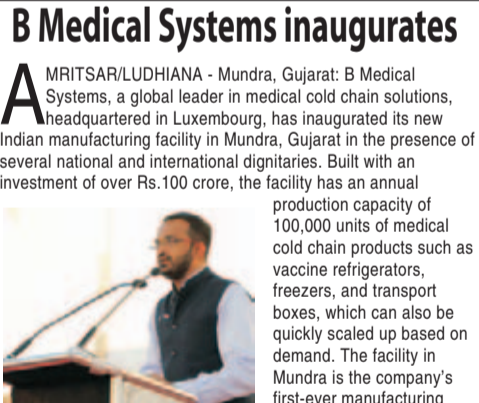 B Medical Systems inaugurates
AMRITSAR/LUDHIANA - Mundra, Gujarat: B Medical
Systems, a global leader in medical cold chain solutions,
headquartered in Luxembourg, has inaugurated its new
Indian manufacturing facility in Mundra, Gujarat in the presence of
several national and international dignitaries. Built with an
investment of over Rs.100 crore, the facility has an annual
production capacity of
100,000 units of medical
cold chain products such as
vaccine refrigerators,
freezers, and transport
boxes, which can also be
quickly scaled up based on
demand. The facility in
Mundra is the company's
first-ever manufacturing